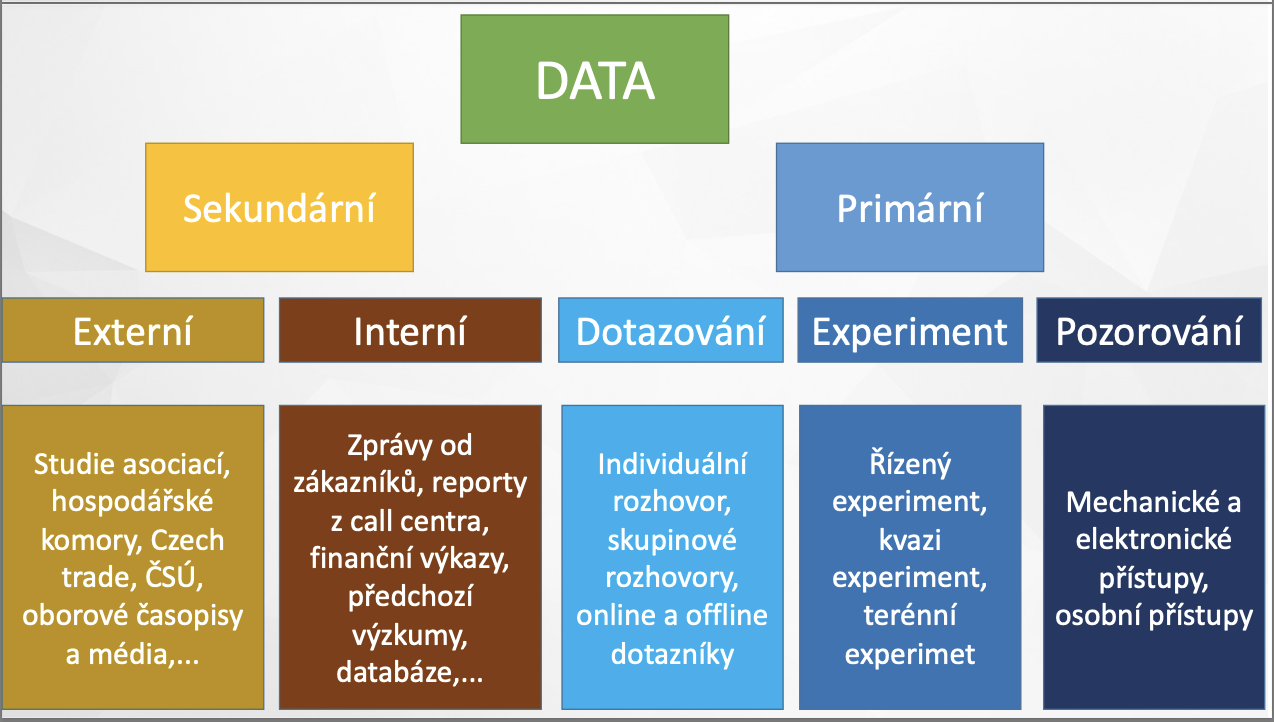 DATA
Sekundární
Primární
Externí
Interní
Dotazování
Experiment
Pozorování
Studie asociací,
hospodářské
komory, Czech
trade, ČSÚ,
oborové časopisy
a média,...
Zprávy od
zákazníků, reporty
z call centra,
finanční výkazy,
předchozí
výzkumy,
databáze,...
Individuální
rozhovor,
skupinové
rozhovory,
online a offline
dotazníky
Řízený
experiment,
kvazi
experiment,
terénní
experimet
Mechanické a
elektronické
přístupy,
osobní přístupy